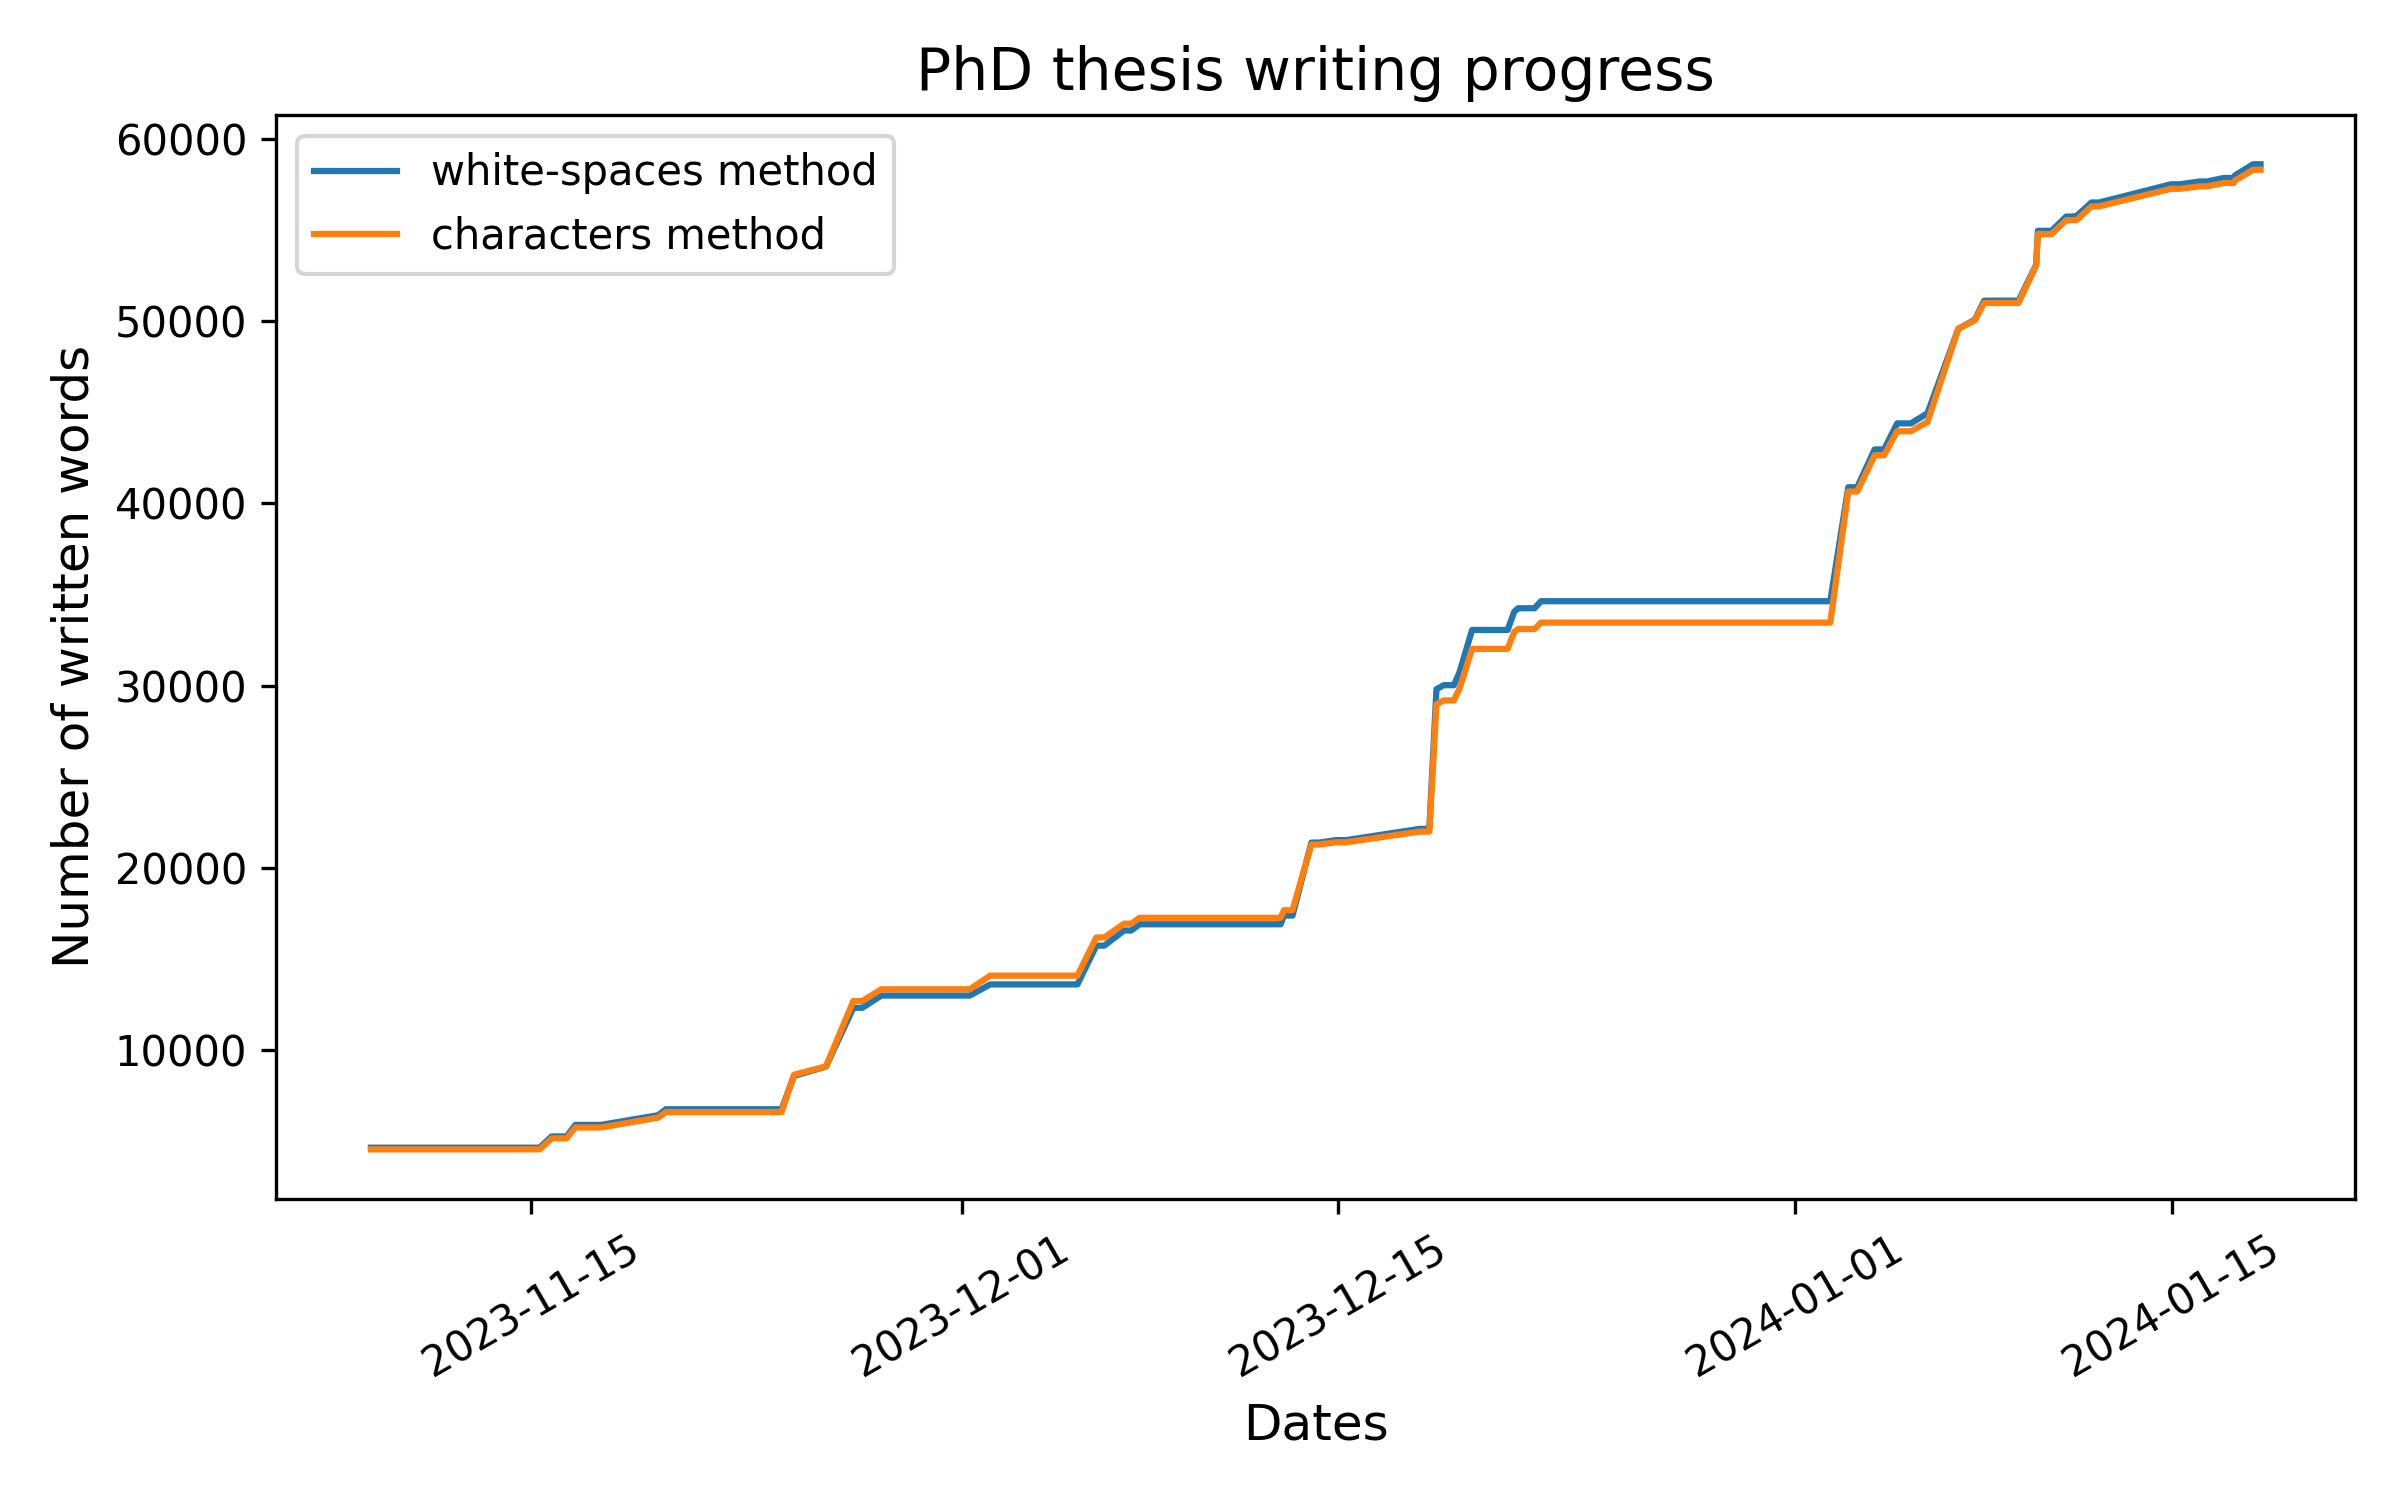 PhD thesis writing progress
white-spaces method
characters method
Number of written words
60000
50000
40000
30000
20000
10000
2023-11-15
2023-12-01
2023-12-15
2024-01-01
2024-01-15
Dates